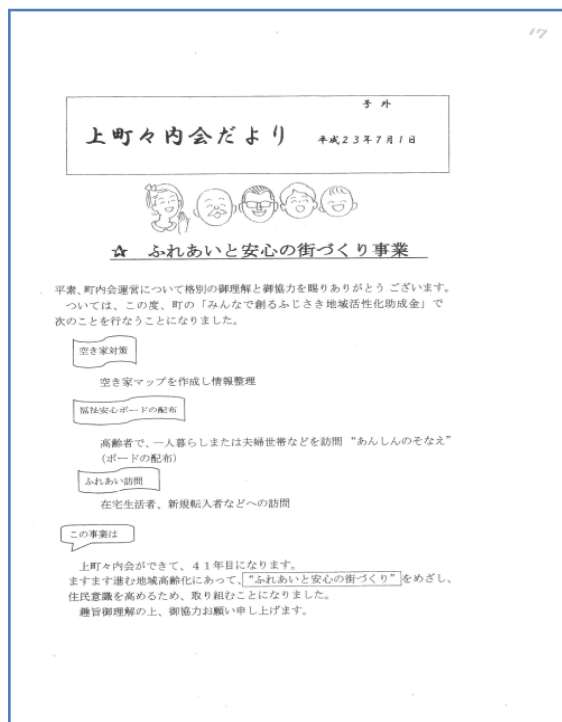 17
号外
上町々内会だより 平成23年7月1日
☆ ふれあいと安心の街づくり事業
平素、町内会運営について格別の御理解と御協力を賜りありがとう ございます。
ついては、この度、町の「みんなで創るふじさき地域活性化助成金」で
次のことを行なうことになりました。
空き家対策
空き家マップを作成し情報整理
福祉安心ボードの配布
高齢者で、一人暮らしまたは夫婦世帯などを訪問 “あんしんのそなえ”
(ボードの配布)
ふれあい訪問
在宅生活者、新規転入者などへの訪問
この事業は
上町々内会ができて、41年目になります。
ますます進む地域高齢化にあって、“ふれあいと安心の街づくり”をめざし、
住民意識を高めるため、取り組むことになりました。
趣旨御理解の上、御協力お願い申し上げます。